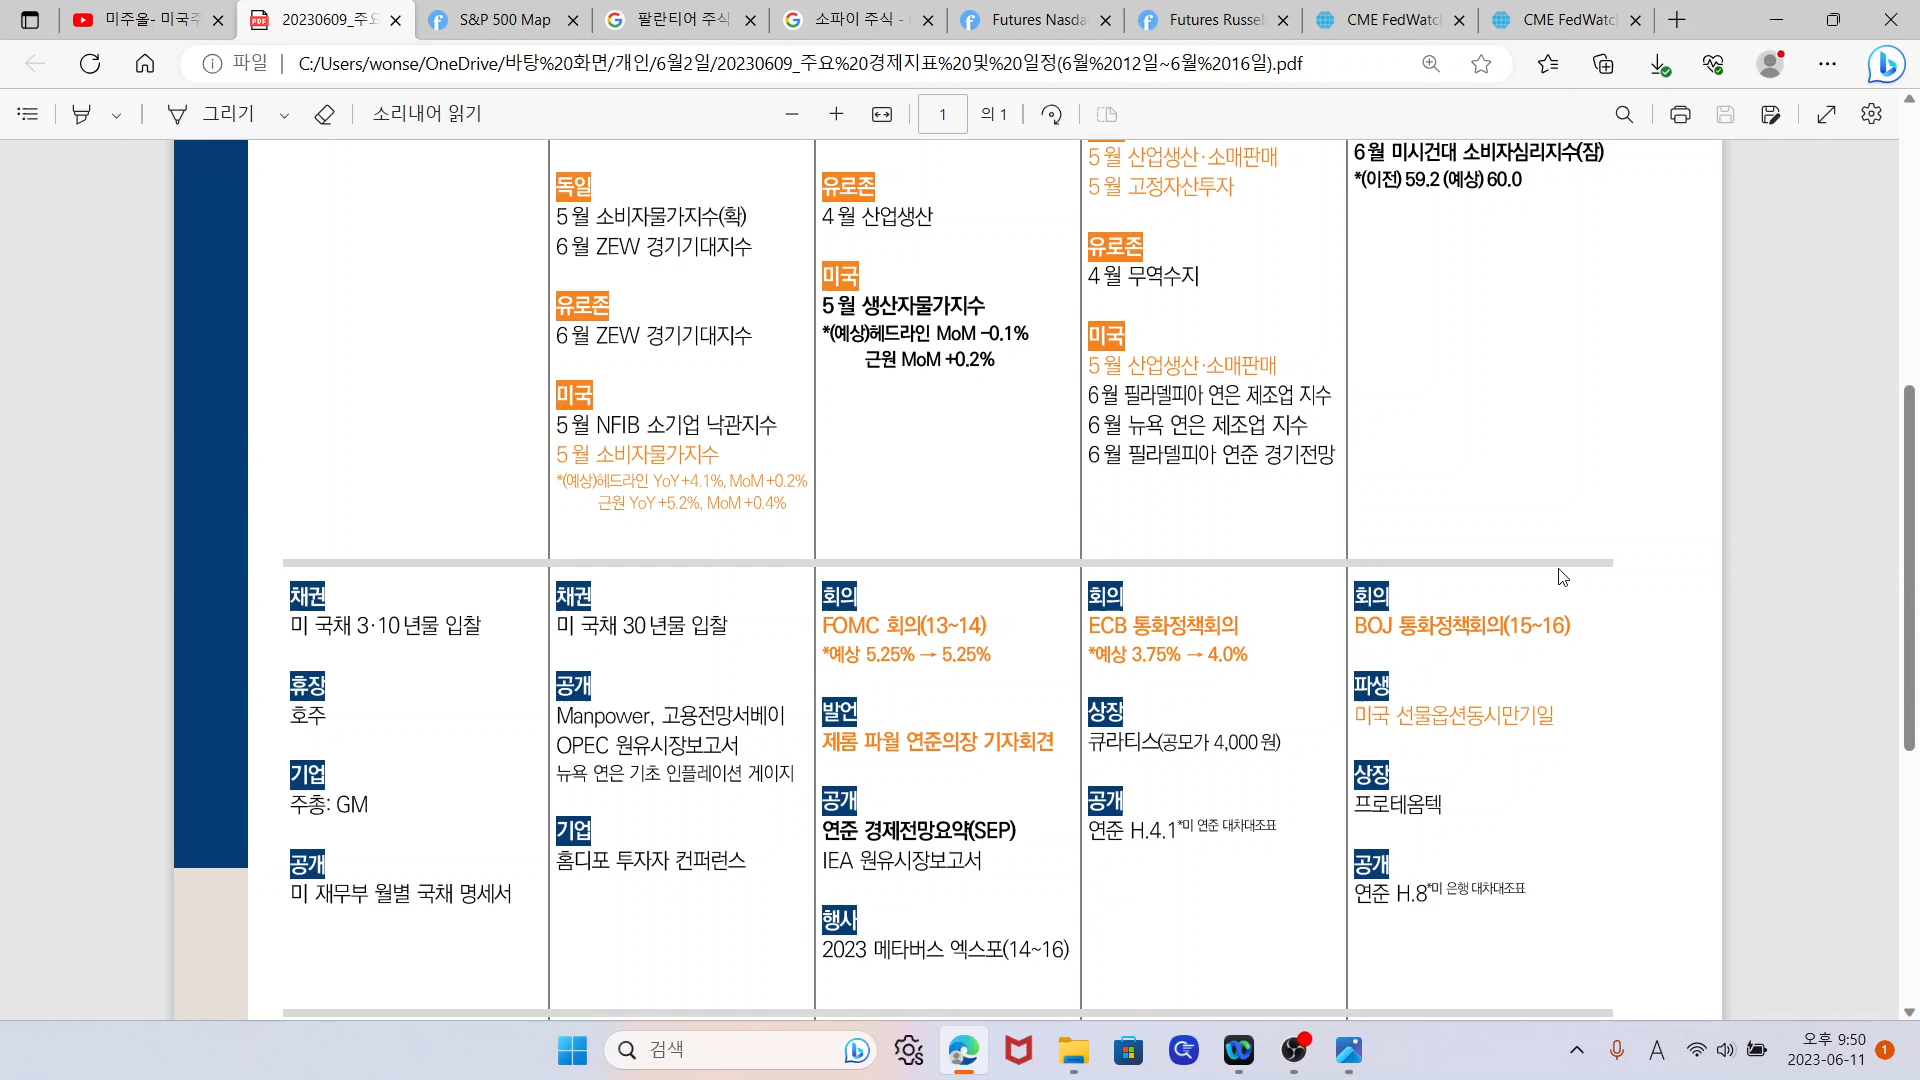 미주올- 미국주
20230609_주요
S&P 500 Map
팔란티어 주식
소파이 주식 -
Futures Nasda
Futures Russel
CME FedWatch
CME FedWatch
파일
C:/Users/wonse/OneDrive/바탕%20화면/개인/6월2일/20230609_주요%20경제지표%20및%20일정(6월%2012일~6월%2016일).pdf
그리기
소리내어 읽기
1
의 1
독일
5월 소비자물가지수(확)
6월 ZEW 경기기대지수
유로존
6월 ZEW 경기기대지수
미국
5월 NFIB 소기업 낙관지수
5월 소비자물가지수
*(예상)헤드라인 YoY +4.1%, MoM +0.2%
근원 YoY +5.2%, MoM +0.4%
유로존
4월 산업생산
미국
5월 생산자물가지수
*(예상)헤드라인 MoM -0.1%
근원 MoM +0.2%
5월 산업생산·소매판매
5월 고정자산투자
유로존
4월 무역수지
미국
5월 산업생산·소매판매
6월 필라델피아 연은 제조업 지수
6월 뉴욕 연은 제조업 지수
6월 필라델피아 연준 경기전망
6월 미시건대 소비자심리지수(잠)
*(이전) 59.2 (예상) 60.0
채권
미 국채 3·10년물 입찰
휴장
호주
기업
주총: GM
공개
미 재무부 월별 국채 명세서
채권
미 국채 30년물 입찰
공개
Manpower, 고용전망서베이
OPEC 원유시장보고서
뉴욕 연은 기초 인플레이션 게이지
기업
홈디포 투자자 컨퍼런스
회의
FOMC 회의(13~14)
*예상 5.25% → 5.25%
발언
제롬 파월 연준의장 기자회견
공개
연준 경제전망요약(SEP)
IEA 원유시장보고서
행사
2023 메타버스 엑스포(14~16)
회의
ECB 통화정책회의
*예상 3.75% → 4.0%
상장
큐라티스(공모가 4,000원)
공개
연준 H.4.1*미 연준 대차대조표
회의
BOJ 통화정책회의(15~16)
파생
미국 선물옵션동시만기일
상장
프로테옴텍
공개
연준 H.8*미 은행 대차대조표
검색
A
오후 9:50
2023-06-11
1